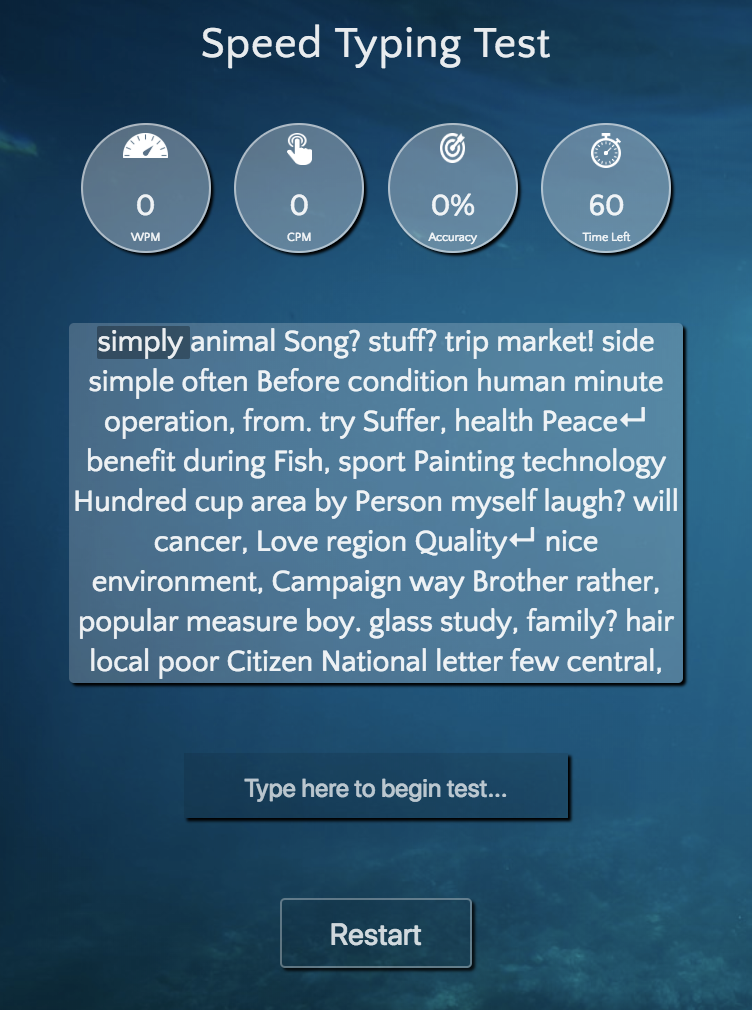 Speed Typing Test
0 0 0% 60
WPM CPM Accuracy Time Left
simply animal Song? stuff? trip market! side
simple often Before condition human minute
operation, from. try Suffer, health Peace↵
benefit during Fish, sport Painting technology
Hundred cup area by Person myself laugh? will
cancer, Love region Quality↵ nice
environment, Campaign way Brother rather,
popular measure boy. glass study, family? hair
local poor Citizen National letter few central,
Type here to begin test...
Restart